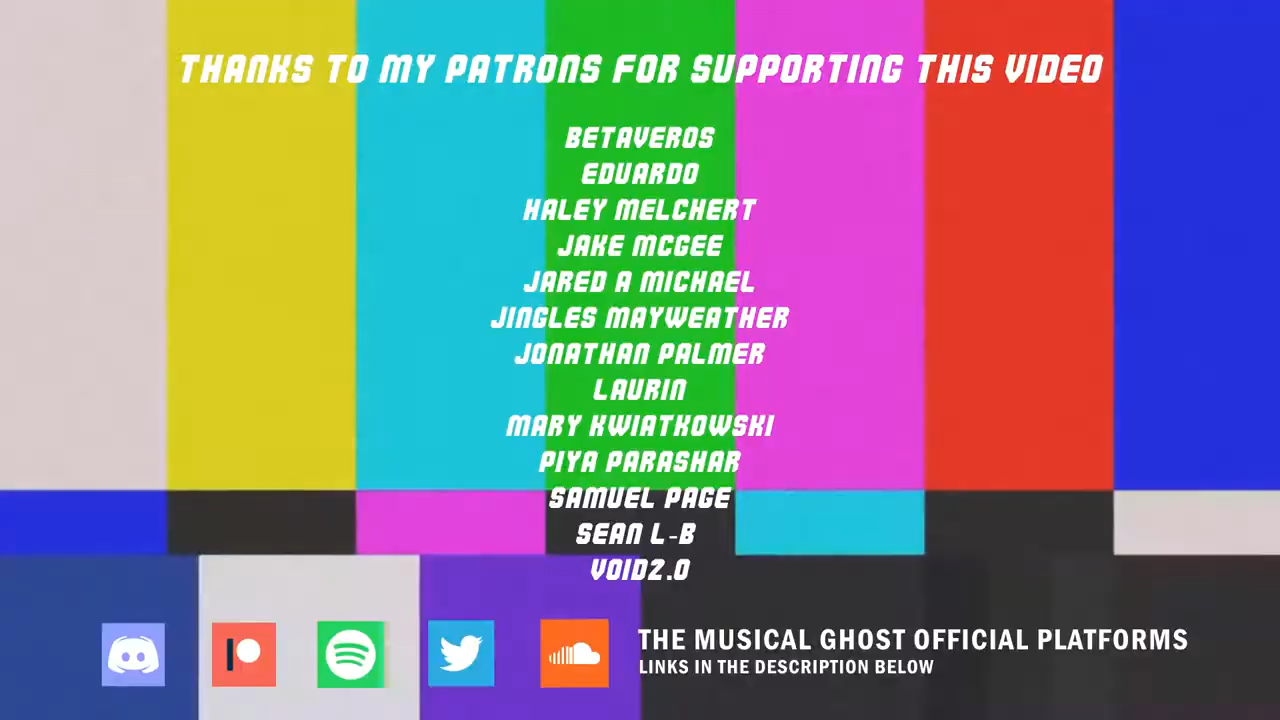 THANKS TO MY PATRONS FOR SUPPORTING THIS VIDEO
BETAVEROS
EDUARDO
HALEY MELCHERT
JAKE MCGEE
JARED A MICHAEL
JINGLES MAYWEATHER
JONATHAN PALMER
LAURIN
MARY KWIATKOWSKI
PIYA PARASHAR
SAMUEL PAGE
SEAN L-B
VOID2.0
THE MUSICAL GHOST OFFICIAL PLATFORMS
LINKS IN THE DESCRIPTION BELOW